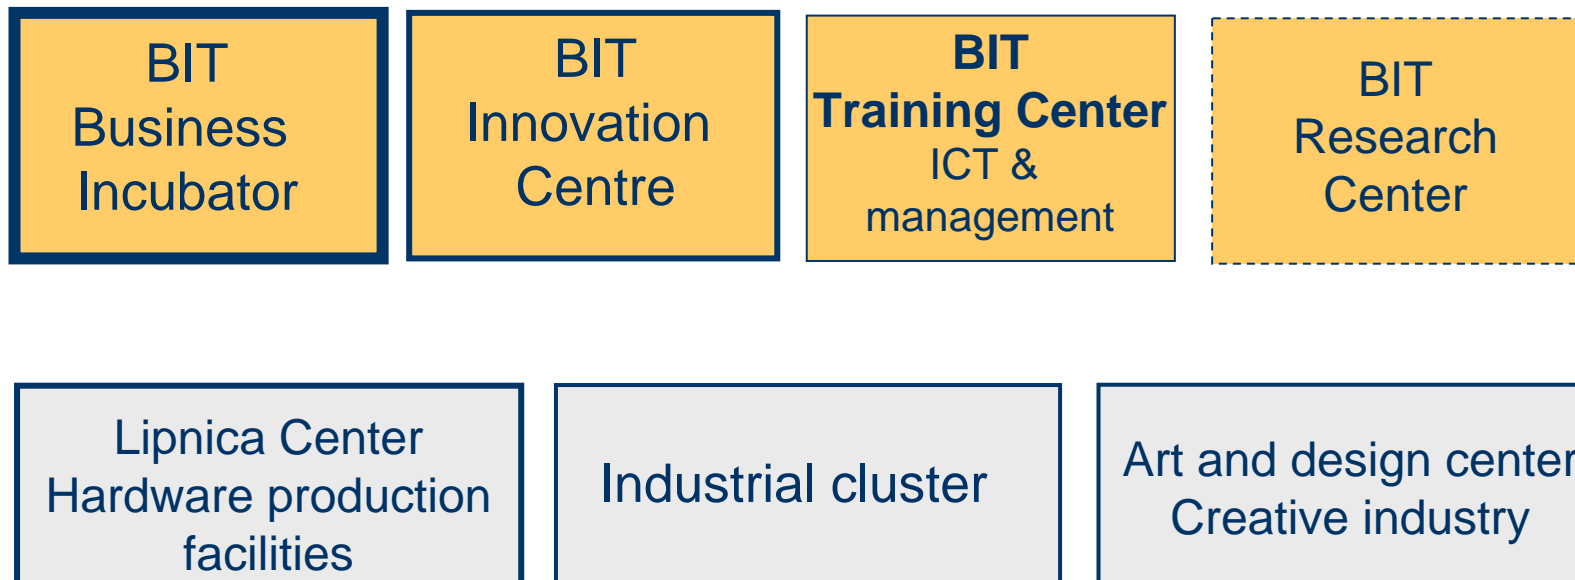 BIT
Business
Incubator
BIT
Innovation
Centre
BIT
Training Center
ICT &
management
BIT
Research
Center
Lipnica Center
Hardware production
facilities
Industrial cluster
Art and design center
Creative industry